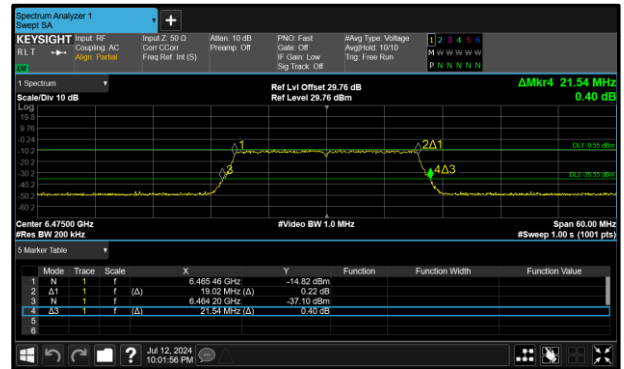 Spectrum Analyzer 1
Swept SA
KEYSIGHT Input: RF Input Z: 50 Ω Atten: 10 dB PNO: Fast #Avg Type: Voltage 1 2 3 4 5 6
RLT Coupling: AC Corr CCorr Preamp: Off Gate: Off Avg|Hold: 10/10 M W W W W W
Align: Partial Freq Ref: Int (S) IF Gain: Low Trig: Free Run P N N N N N
Sig Track: Off
1 Spectrum ΔMkr4 21.54 MHz
Ref Lvl Offset 29.76 dB
Scale/Div 10 dB Ref Level 29.76 dBm 0.40 dB
Log
19.8
9.76
-0.24
1 2Δ1
DL1 -9.55 dBm
-10.2
-20.2
3 4Δ3
-30.2
DL2 -35.55 dBm
-40.2
-50.2
-60.2
Center 6.47500 GHz #Video BW 1.0 MHz Span 60.00 MHz
#Res BW 200 kHz #Sweep 1.00 s (1001 pts)
5 Marker Table
Mode Trace Scale X Y Function Function Width Function Value
1 N 1 f 6.465 46 GHz -14.82 dBm
2 Δ1 1 f (Δ) 19.02 MHz (Δ) 0.22 dB
3 N 1 f 6.464 20 GHz -37.10 dBm
4 Δ3 1 f (Δ) 21.54 MHz (Δ) 0.40 dB
5
6
? Jul 12, 2024
10:01:56 PM